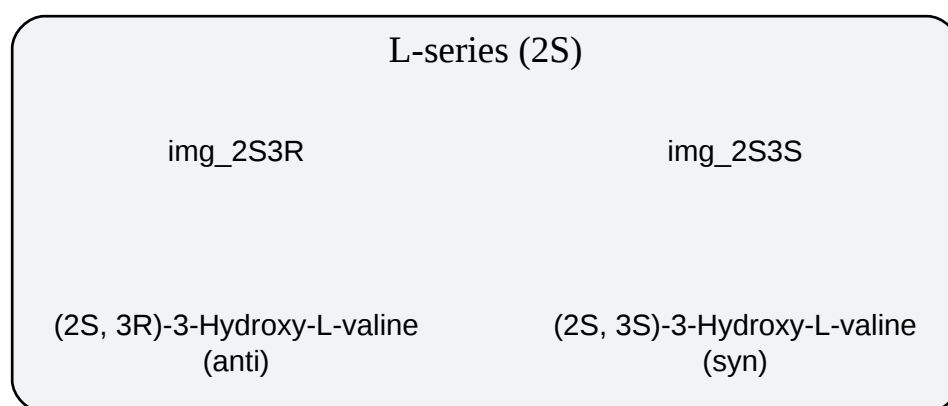 L-series (2S)
img_2S3R img_2S3S
(2S, 3R)-3-Hydroxy-L-valine (2S, 3S)-3-Hydroxy-L-valine
(anti) (syn)